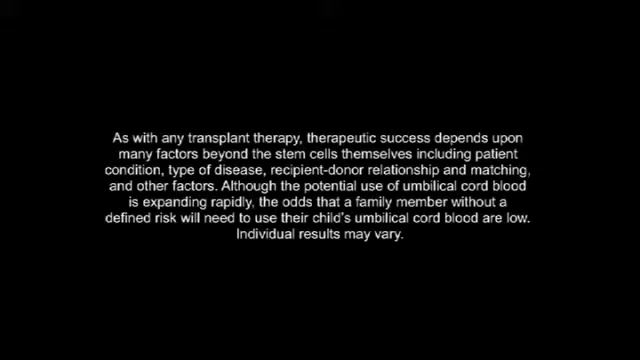 As with any transplant therapy, therapeutic success depends upon
many factors beyond the stem cells themselves including patient
condition, type of disease, recipient-donor relationship and matching,
and other factors. Although the potential use of umbilical cord blood
is expanding rapidly, the odds that a family member without a
defined risk will need to use their child's umbilical cord blood are low.
Individual results may vary.